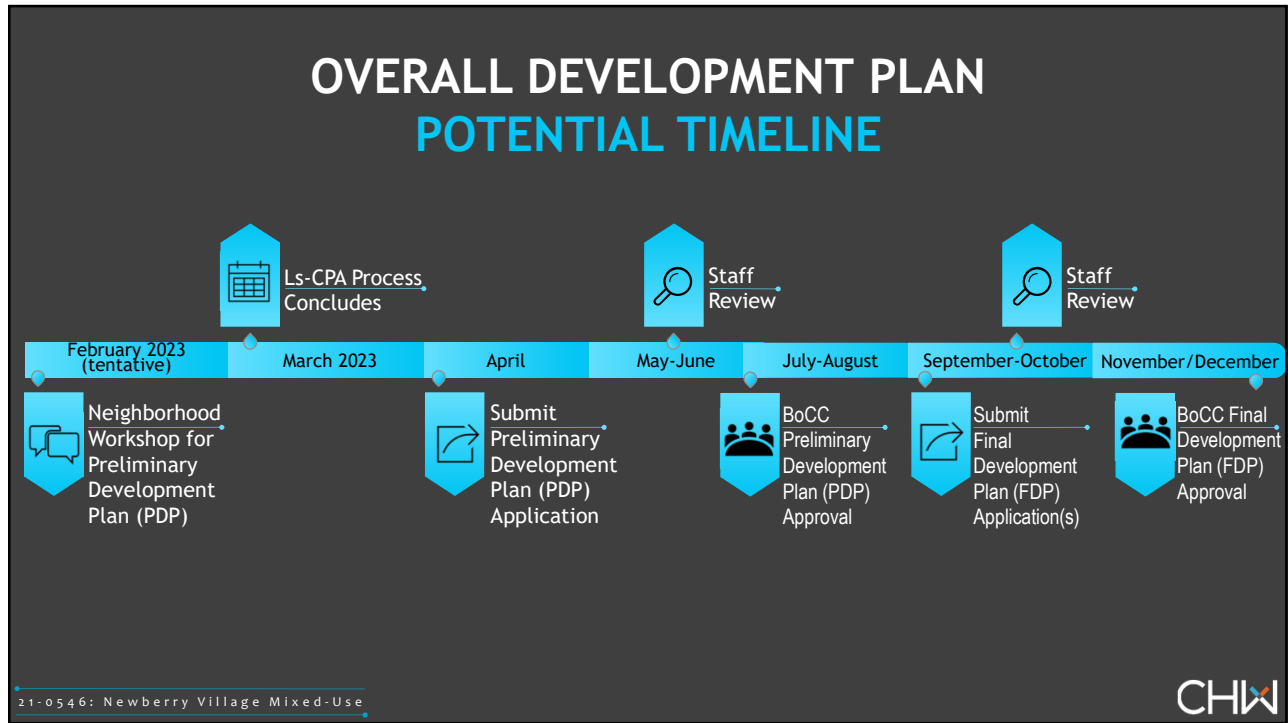 OVERALL DEVELOPMENT PLAN
POTENTIAL TIMELINE
Ls-CPA Process
Concludes
Staff
Review
Staff
Review
February 2023
(tentative)
March 2023
April
May-June
July-August
September-October
November/December
Neighborhood
Workshop for
Preliminary
Development
Plan (PDP)
Submit
Preliminary
Development
Plan (PDP)
Application
BoCC
Preliminary
Development
Plan (PDP)
Approval
Submit
Final
Development
Plan (FDP)
Application(s)
BoCC Final
Development
Plan (FDP)
Approval
21-0546: Newberry Village Mixed-Use
CHW